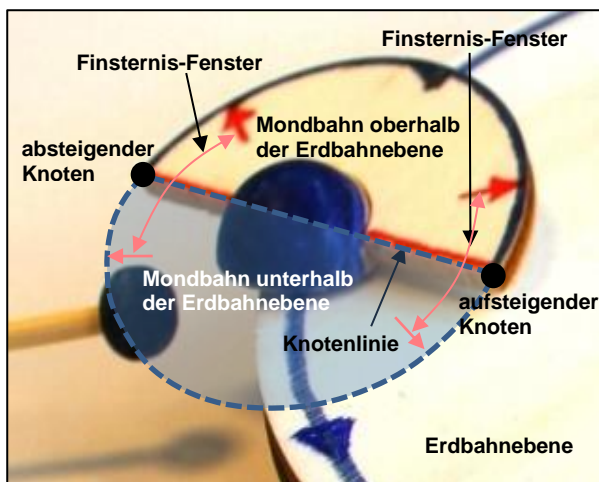 Finsternis-Fenster
Finsternis-Fenster
Mondbahn oberhalb
der Erdbahnebene
absteigender
Knoten
Mondbahn unterhalb
der Erdbahnebene
aufsteigender
Knoten
Knotenlinie
Erdbahnebene